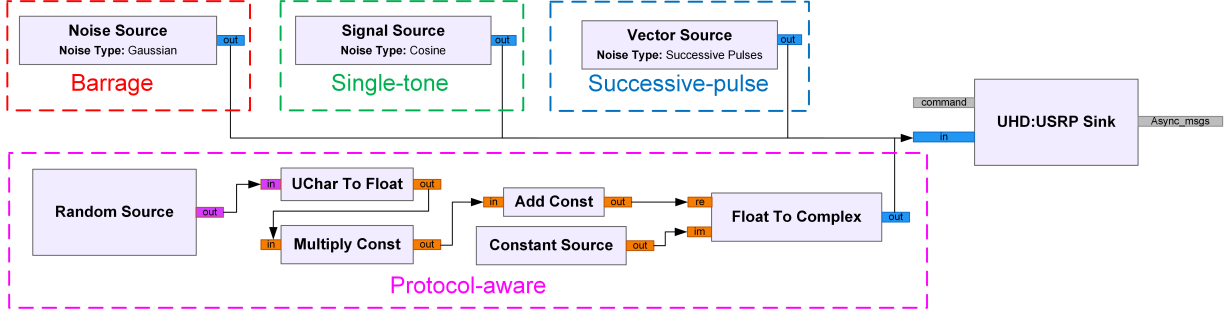 Noise Source
Noise Type: Gaussian
out
Barrage
Signal Source
Noise Type: Cosine
out
Single-tone
Vector Source
Noise Type: Successive Pulses
out
Successive-pulse
command
in
UHD:USRP Sink
Async_msgs
Random Source
out
in
UChar To Float
out
in
Multiply Const
out
in
Add Const
out
Constant Source
out
re
im
Float To Complex
out
Protocol-aware